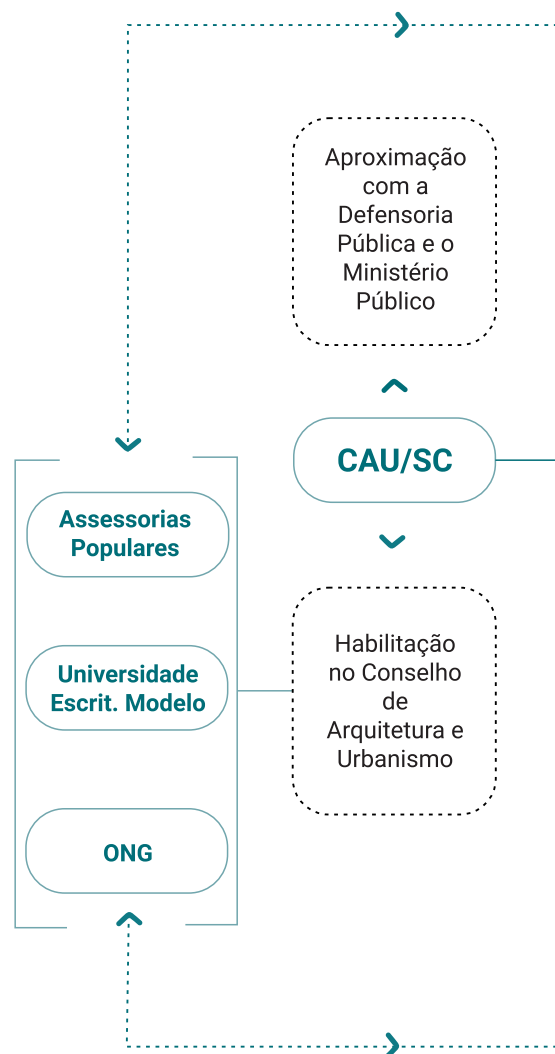 Aproximação
com a
Defensoria
Pública e o
Ministério
Público
CAU/SC
Assessorias
Populares
Universidade
Escrit. Modelo
ONG
Habilitação
no Conselho
de
Arquitetura e
Urbanismo